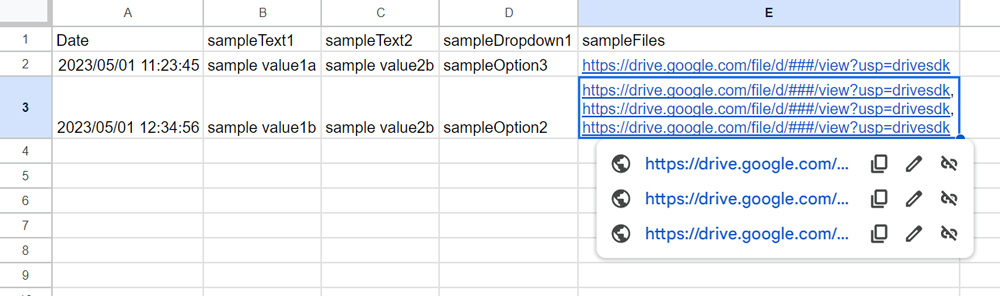 A B C D E
1 Date sampleText1 sampleText2 sampleDropdown1 sampleFiles
2 2023/05/01 11:23:45 sample value1a sample value2b sampleOption3 https://drive.google.com/file/d/###/view?usp=drivesdk
https://drive.google.com/file/d/###/view?usp=drivesdk,
3 https://drive.google.com/file/d/###/view?usp=drivesdk,
2023/05/01 12:34:56 sample value1b sample value2b sampleOption2 https://drive.google.com/file/d/###/view?usp=drivesdk
4
https://drive.google.com/...
5
6 https://drive.google.com/...
7 https://drive.google.com/...
8
9